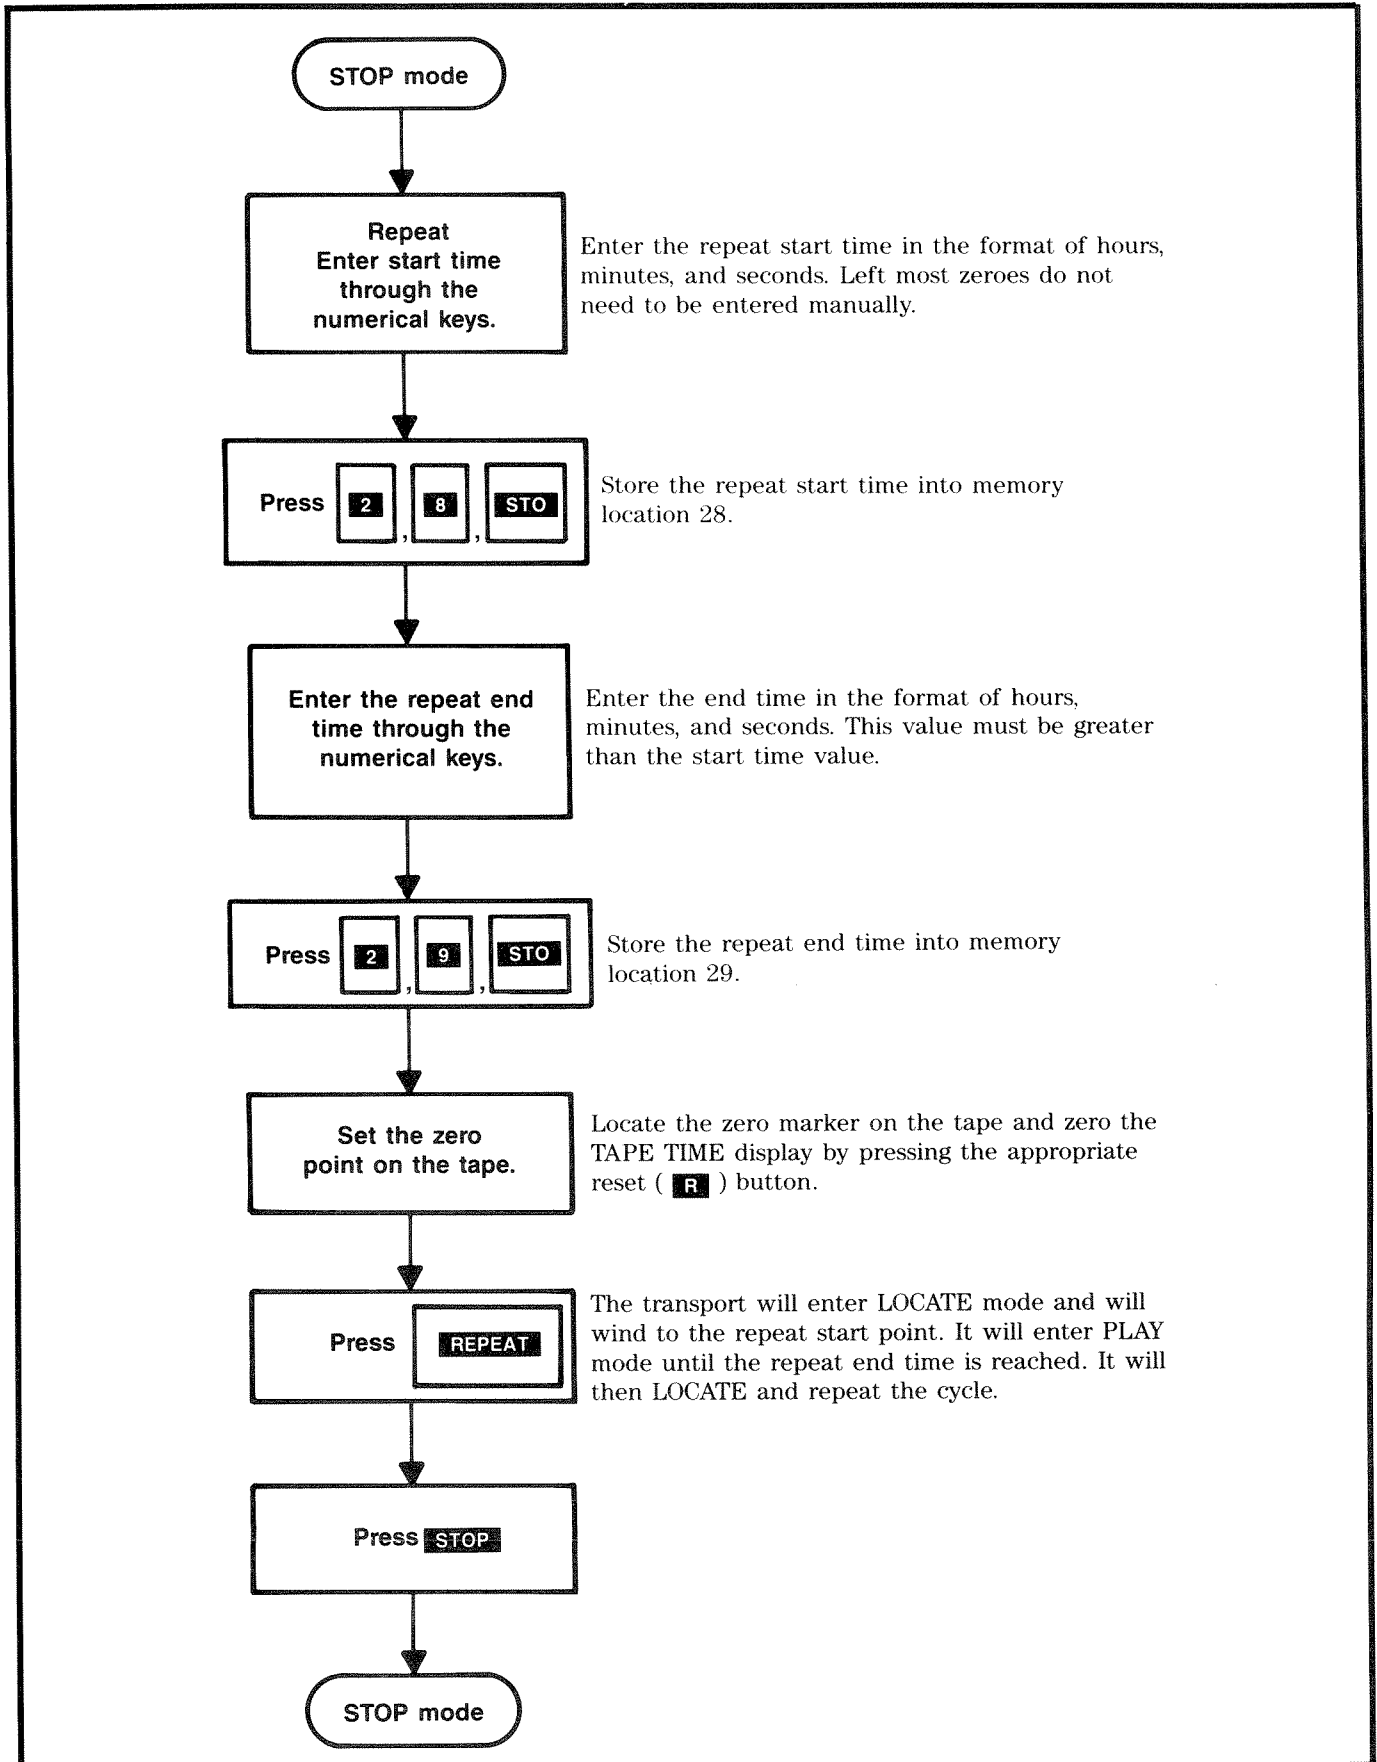 STOP mode
Repeat
Enter start time
through the
numerical keys.
Enter the repeat start time in the format of hours,
minutes, and seconds. Left most zeroes do not
need to be entered manually.
Press 2 , 8 , STO
Store the repeat start time into memory
location 28.
Enter the repeat end
time through the
numerical keys.
Enter the end time in the format of hours,
minutes, and seconds. This value must be greater
than the start time value.
Press 2 , 9 , STO
Store the repeat end time into memory
location 29.
Set the zero
point on the tape.
Locate the zero marker on the tape and zero the
TAPE TIME display by pressing the appropriate
reset ( R ) button.
Press REPEAT
The transport will enter LOCATE mode and will
wind to the repeat start point. It will enter PLAY
mode until the repeat end time is reached. It will
then LOCATE and repeat the cycle.
Press STOP
STOP mode